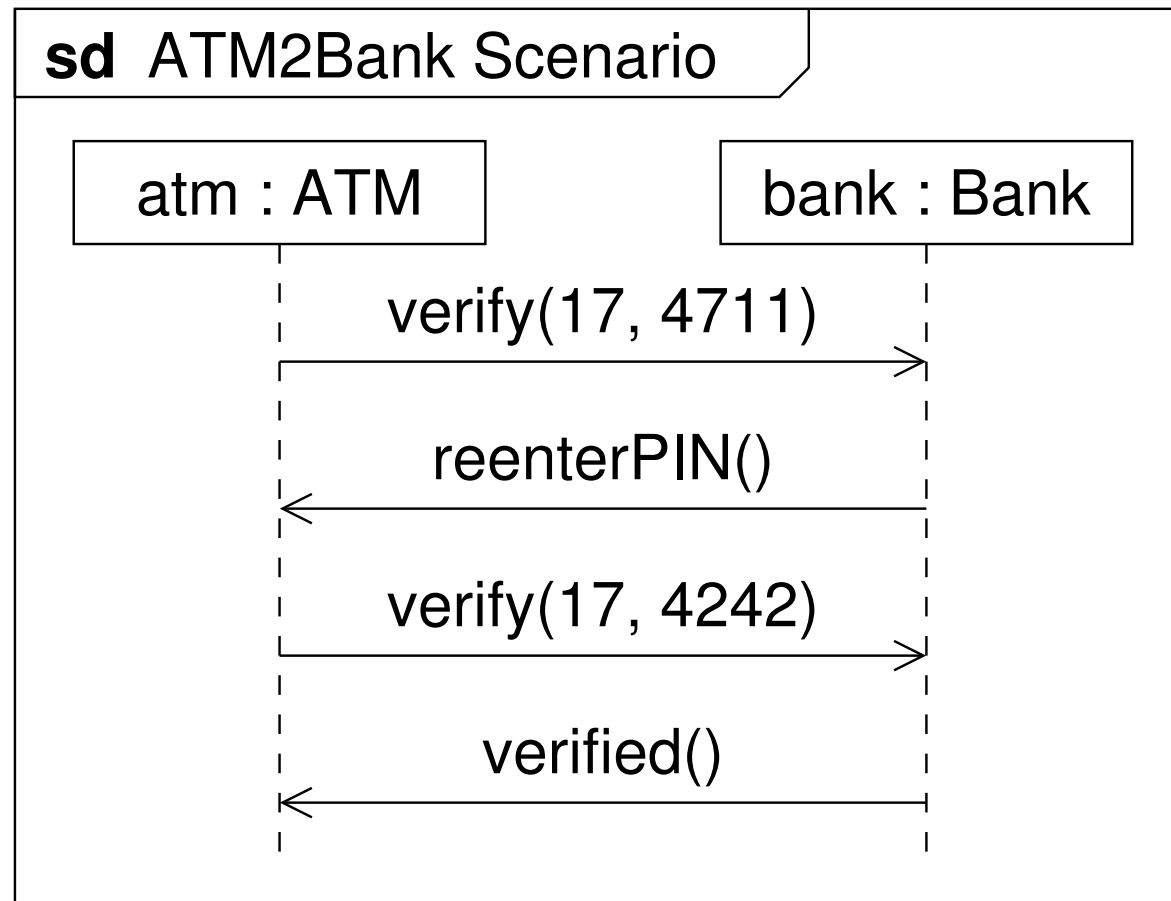 sd ATM2Bank Scenario
atm : ATM
bank : Bank
verify(17, 4711)
reenterPIN()
verify(17, 4242)
verified()